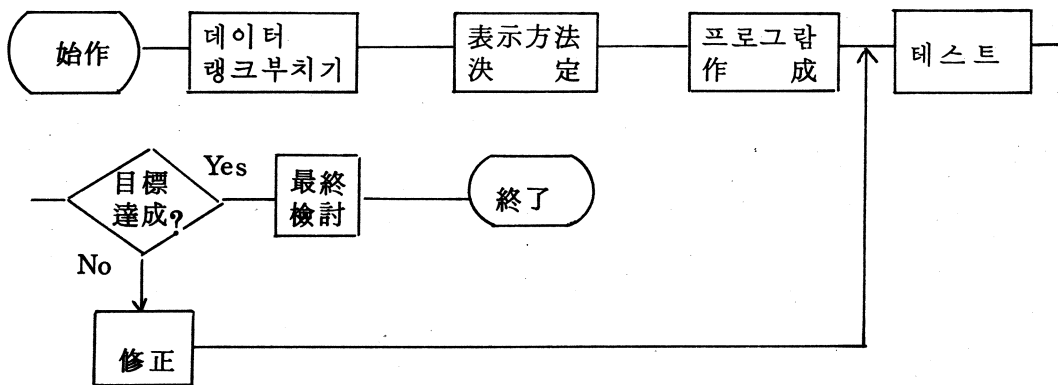 始作
데이터
랭크부치기
表示方法
決定
프로그람
作成
테스트
目標
達成?
Yes
最終
檢討
終了
No
修正